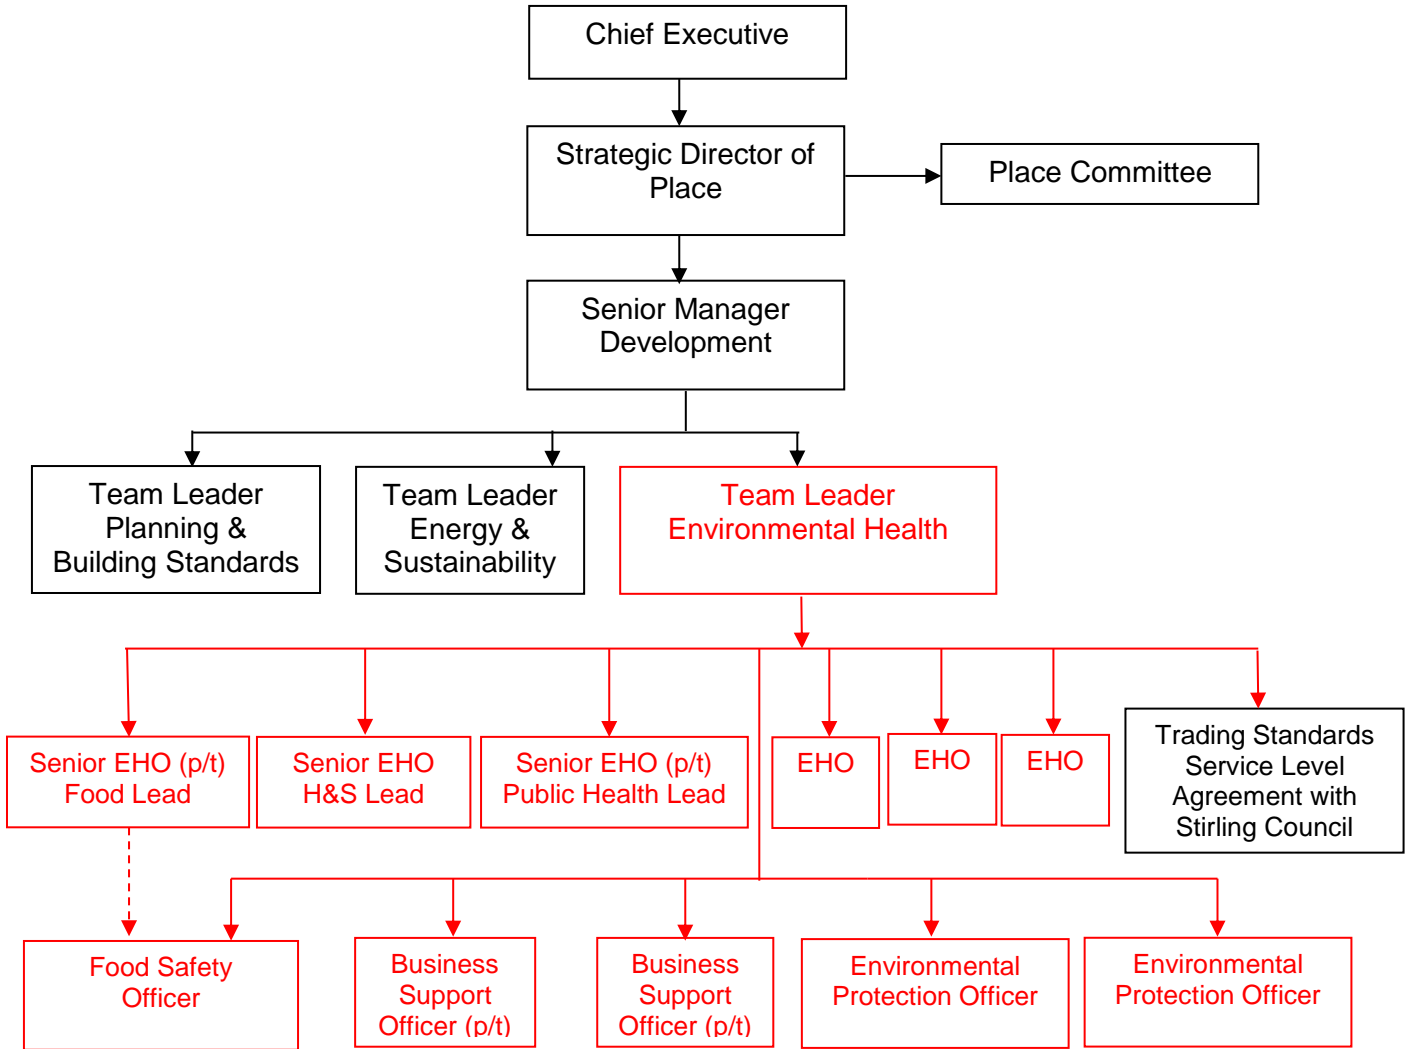 Chief Executive
Strategic Director of
Place
Place Committee
Senior Manager
Development
Team Leader
Planning &
Building Standards
Team Leader
Energy &
Sustainability
Team Leader
Environmental Health
Senior EHO (p/t)
Food Lead
Senior EHO
H&S Lead
Senior EHO (p/t)
Public Health Lead
EHO
EHO
EHO
Trading Standards
Service Level
Agreement with
Stirling Council
Food Safety
Officer
Business
Support
Officer (p/t)
Business
Support
Officer (p/t)
Environmental
Protection Officer
Environmental
Protection Officer